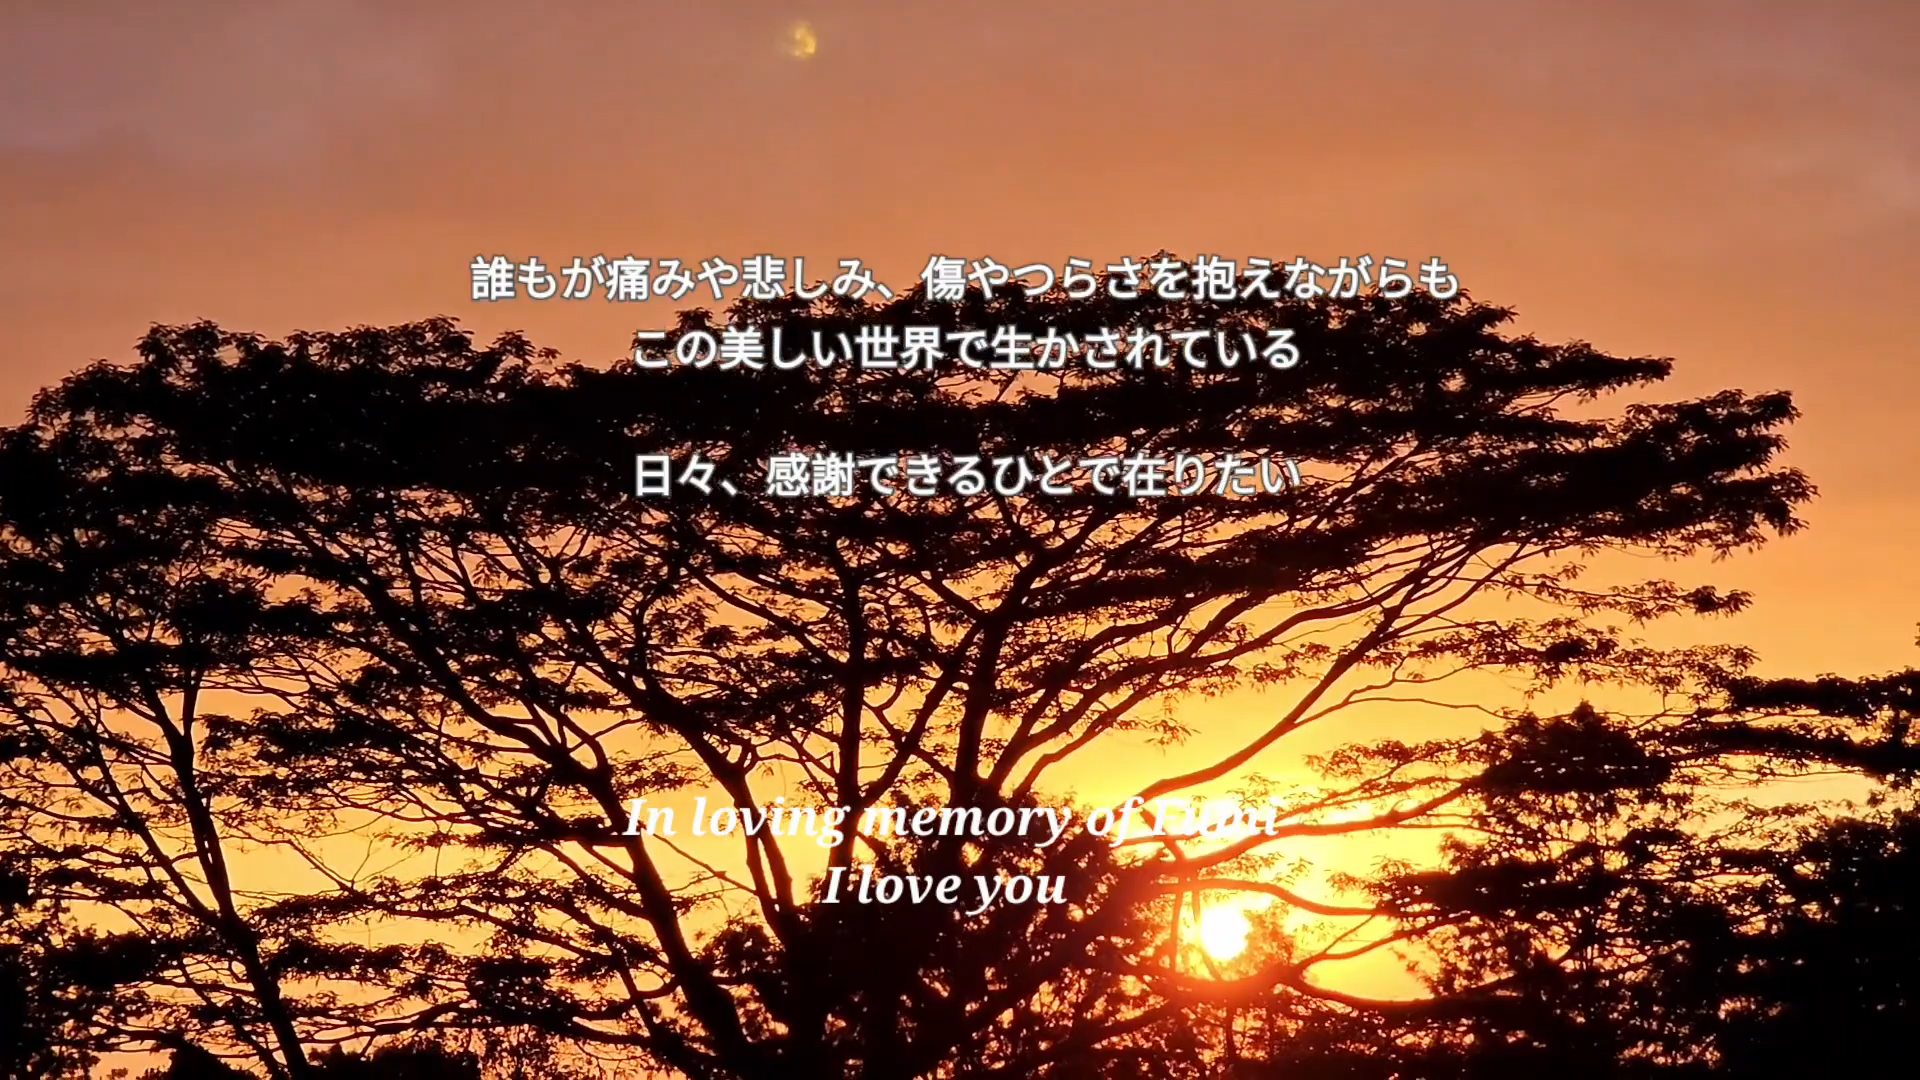 誰もが痛みや悲しみ、傷やつらさを抱えながらも
この美しい世界で生かされている
日々、感謝できるひとで在りたい
In loving memory of Fumi
I love you